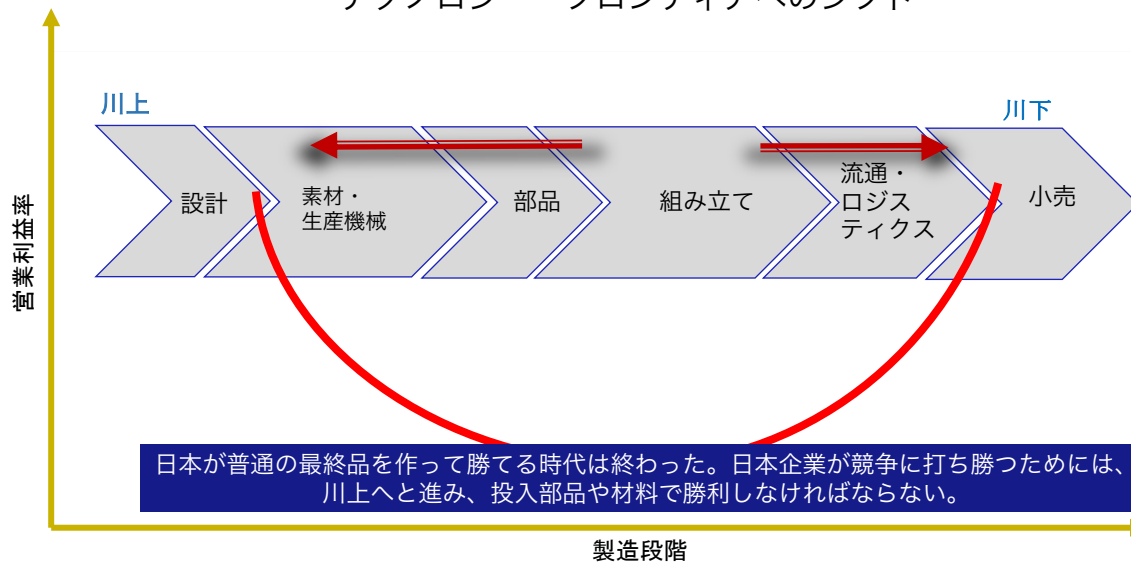 川上
川下
設計
素材・
生産機械
部品
組み立て
流通・
ロジス
ティクス
小売
営業利益率
日本が普通の最終品を作って勝てる時代は終わった。日本企業が競争に打ち勝つためには、
川上へと進み、投入部品や材料で勝利しなければならない。
製造段階